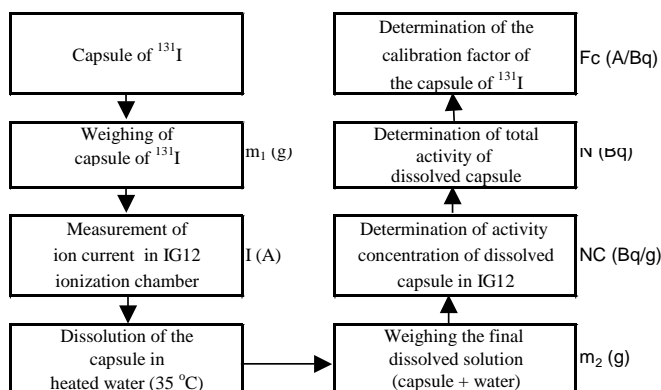 Capsule of ¹³¹I
Weighing of
capsule of ¹³¹I
m₁ (g)
Measurement of
ion current in IG12
ionization chamber
I (A)
Dissolution of the
capsule in
heated water (35 °C)
Weighing the final
dissolved solution
(capsule + water)
m₂ (g)
Determination of activity
concentration of dissolved
capsule in IG12
NC (Bq/g)
Determination of total
activity of
dissolved capsule
N (Bq)
Determination of the
calibration factor of
the capsule of ¹³¹I
Fc (A/Bq)